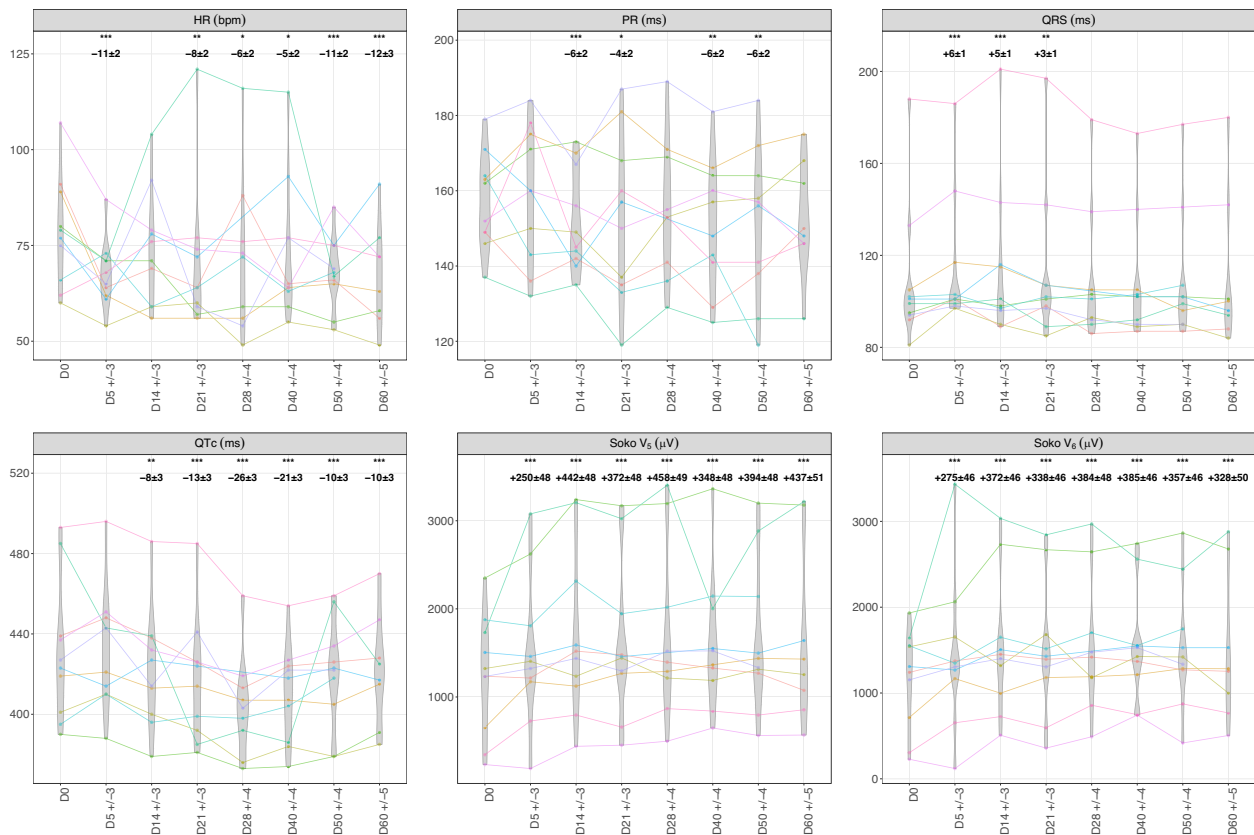 HR (bpm)
*** ** * * *** ***
−11±2 −8±2 −6±2 −5±2 −11±2 −12±3
125
100
75
50
D0 D5 +/−3 D14 +/−3 D21 +/−3 D28 +/−4 D40 +/−4 D50 +/−4 D60 +/−5
PR (ms)
*** * ** **
−6±2 −4±2 −6±2 −6±2
200
180
160
140
120
D0 D5 +/−3 D14 +/−3 D21 +/−3 D28 +/−4 D40 +/−4 D50 +/−4 D60 +/−5
QRS (ms)
*** *** **
+6±1 +5±1 +3±1
200
160
120
80
D0 D5 +/−3 D14 +/−3 D21 +/−3 D28 +/−4 D40 +/−4 D50 +/−4 D60 +/−5
QTc (ms)
** *** *** *** *** ***
−8±3 −13±3 −26±3 −21±3 −10±3 −10±3
520
480
440
400
D0 D5 +/−3 D14 +/−3 D21 +/−3 D28 +/−4 D40 +/−4 D50 +/−4 D60 +/−5
Soko V₅ (μV)
*** *** *** *** *** *** ***
+250±48 +442±48 +372±48 +458±49 +348±48 +394±48 +437±51
3000
2000
1000
D0 D5 +/−3 D14 +/−3 D21 +/−3 D28 +/−4 D40 +/−4 D50 +/−4 D60 +/−5
Soko V₆ (μV)
*** *** *** *** *** *** ***
+275±46 +372±46 +338±46 +384±48 +385±46 +357±46 +328±50
3000
2000
1000
0
D0 D5 +/−3 D14 +/−3 D21 +/−3 D28 +/−4 D40 +/−4 D50 +/−4 D60 +/−5